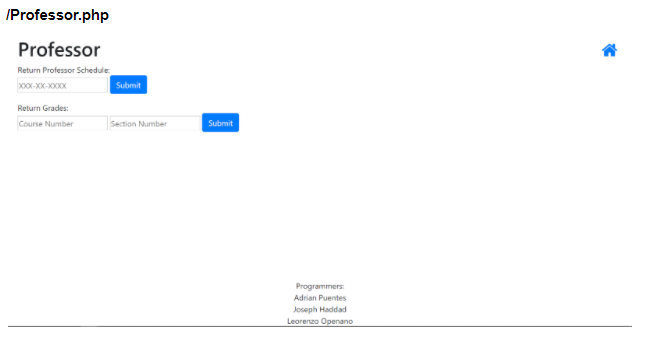 /Professor.php
Professor
Return Professor Schedule:
XXX-XX-XXXX Submit
Return Grades:
Course Number Section Number Submit
Programmers:
Adrian Puentes
Joseph Haddad
Leorenzo Openano